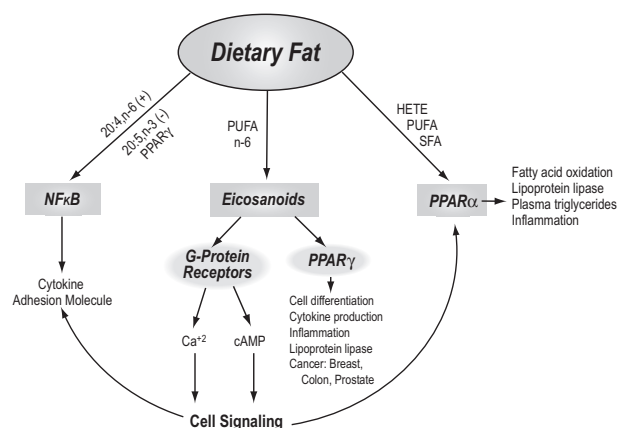 Dietary Fat
20:4,n-6 (+)
20:5,n-3 (-)
PPARγ
PUFA
n-6
HETE
PUFA
SFA
NFκB
Eicosanoids
PPARα
Fatty acid oxidation
Lipoprotein lipase
Plasma triglycerides
Inflammation
G-Protein
Receptors
PPARγ
Cytokine
Adhesion Molecule
Cell differentiation
Cytokine production
Inflammation
Lipoprotein lipase
Cancer: Breast,
Colon, Prostate
Ca+2
cAMP
Cell Signaling